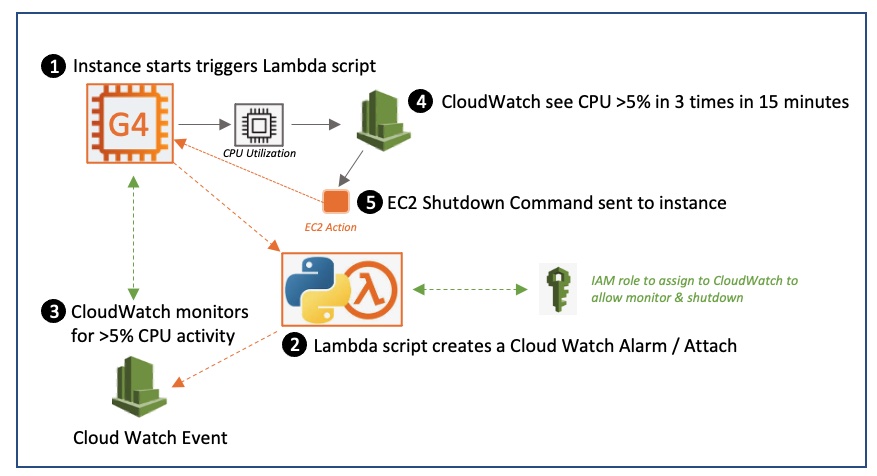 1 Instance starts triggers Lambda script
G4
CPU Utilization
4 CloudWatch see CPU >5% in 3 times in 15 minutes
5 EC2 Shutdown Command sent to instance
EC2 Action
IAM role to assign to CloudWatch to
allow monitor & shutdown
λ
3 CloudWatch monitors
for >5% CPU activity
2 Lambda script creates a Cloud Watch Alarm / Attach
Cloud Watch Event